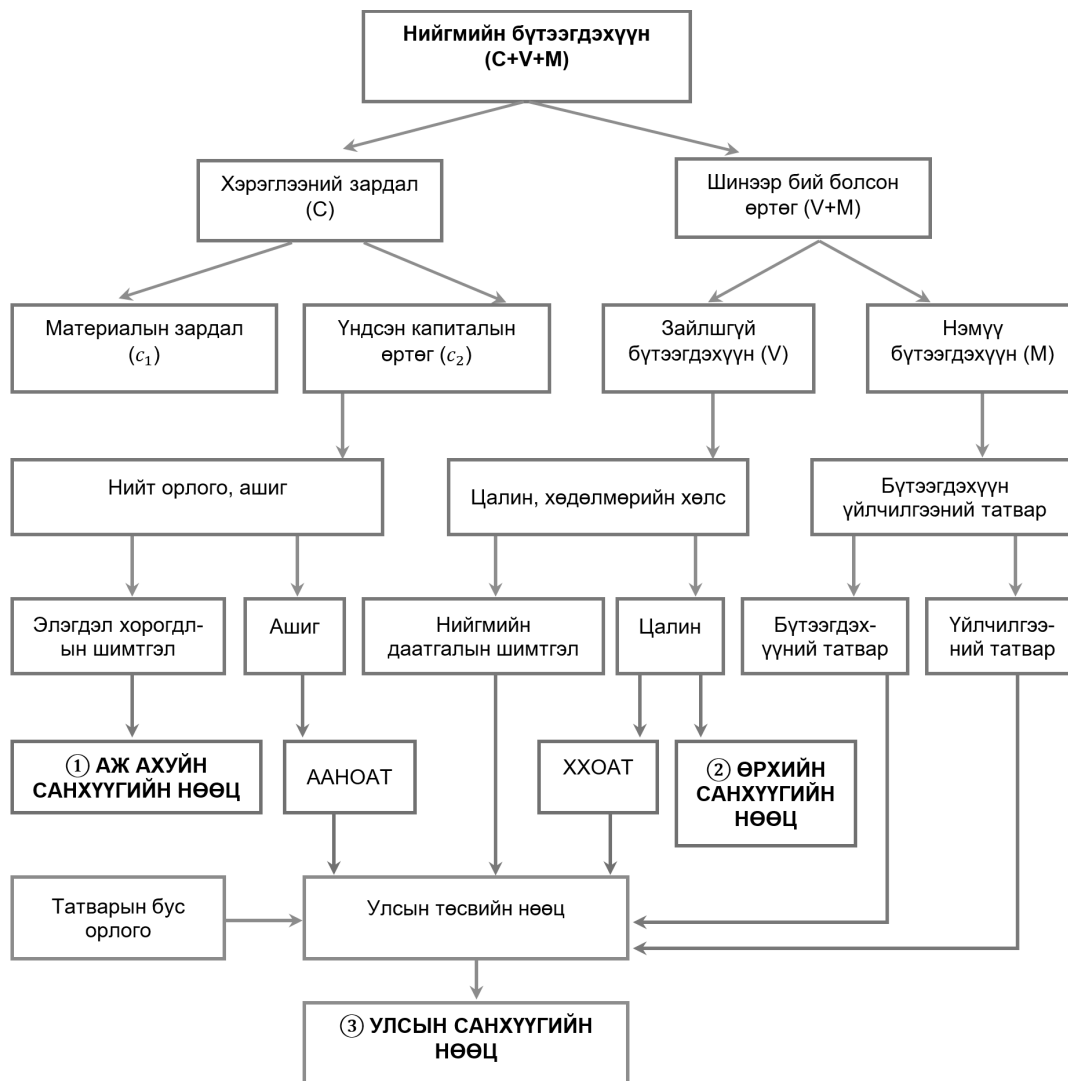 Нийгмийн бүтээгдэхүүн
(C+V+M)
Хэрэглээний зардал
(C)
Шинээр бий болсон
өртөг (V+M)
Материалын зардал
(c₁)
Үндсэн капиталын
өртөг (c₂)
Зайлшгүй
бүтээгдэхүүн (V)
Нэмүү
бүтээгдэхүүн (M)
Нийт орлого, ашиг
Цалин, хөдөлмөрийн хөлс
Бүтээгдэхүүн
үйлчилгээний татвар
Элэгдэл хорогдл-
ын шимтгэл
Ашиг
Нийгмийн
даатгалын шимтгэл
Цалин
Бүтээгдэх-
үүний татвар
Үйлчилгээ-
ний татвар
① АЖ АХУЙН
САНХҮҮГИЙН НӨӨЦ
ААНОАТ
ХХОАТ
② ӨРХИЙН
САНХҮҮГИЙН
НӨӨЦ
Татварын бус
орлого
Улсын төсвийн нөөц
③ УЛСЫН САНХҮҮГИЙН
НӨӨЦ